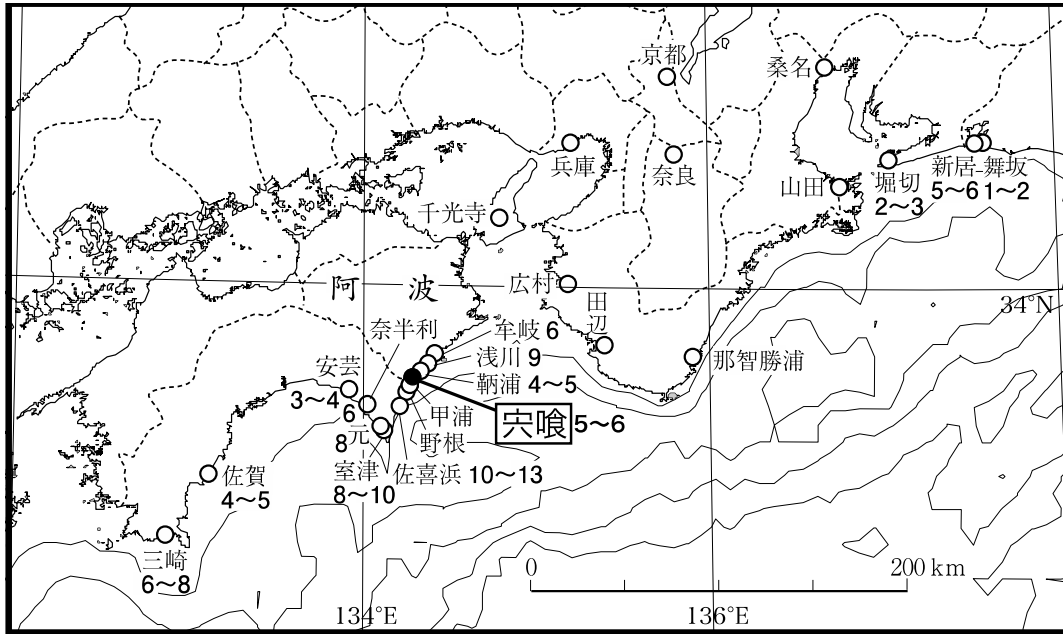 京都
桑名
兵庫
奈良
山田
堀切
2〜3
新居
5〜6
舞坂
1〜2
千光寺
阿波
広村
田辺
34°N
那智勝浦
奈半利
6
牟岐 6
浅川 9
鞆浦 4〜5
安芸
3〜4
甲浦
宍喰 5〜6
野根
元
8
室津
8〜10
佐喜浜 10〜13
佐賀
4〜5
三崎
6〜8
0
200 km
134°E
136°E